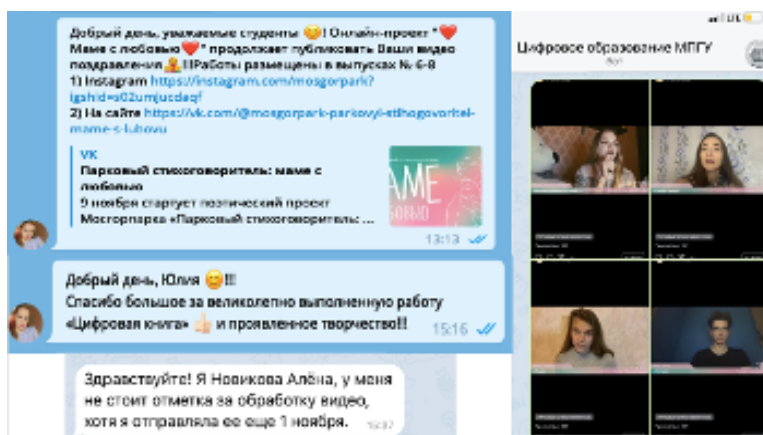 Добрый день, уважаемые студенты 😊! Онлайн-проект "❤️
Маме с любовью❤️" продолжает публиковать Ваши видео
поздравления 🙋!!!Работы размещены в выпусках № 6-8
1) Instagram https://instagram.com/mosgorpark?
igshid=s02umjucdaqf
2) На сайте https://vk.com/@mosgorpark-parkovyi-stihogovoritel-
mame-s-lubovu
VK
Парковый стихоговоритель: маме с
любовью
9 ноября стартует поэтический проект
Мосгорпарка «Парковый стихоговоритель: ...
13:13
Добрый день, Юлия 😊!!!
Спасибо большое за великолепно выполненную работу
«Цифровая книга» 👍 и проявленное творчество!!!
15:16
Здравствуйте! Я Новикова Алёна, у меня
не стоит отметка за обработку видео,
хотя я отправляла ее еще 1 ноября.
LTE
Цифровое образование МПГУ